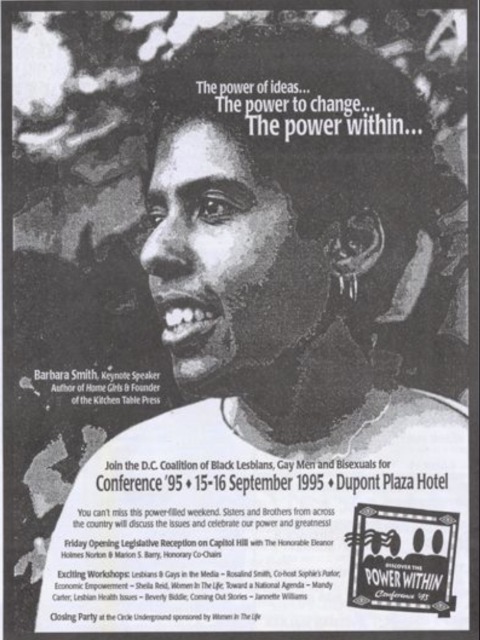 The power of ideas...
The power to change...
The power within...
Barbara Smith, Keynote Speaker
Author of Home Girls & Founder
of the Kitchen Table Press
Join the D.C. Coalition of Black Lesbians, Gay Men and Bisexuals for
Conference '95 ♦ 15-16 September 1995 ♦ Dupont Plaza Hotel
You can't miss this power-filled weekend. Sisters and Brothers from across
the country will discuss the issues and celebrate our power and greatness!
Friday Opening Legislative Reception on Capitol Hill with The Honorable Eleanor
Holmes Norton & Marion S. Barry, Honorary Co-Chairs
Exciting Workshops: Lesbians & Gays in the Media ~ Rosalind Smith, Co-host Sophie's Parlor;
Economic Empowerment ~ Sheila Reid, Women In The Life; Toward a National Agenda ~ Mandy
Carter; Lesbian Health Issues ~ Beverly Biddle; Coming Out Stories ~ Jannette Williams
Closing Party at the Circle Underground sponsored by Women In The Life
DISCOVER THE
POWER WITHIN
Conference '95